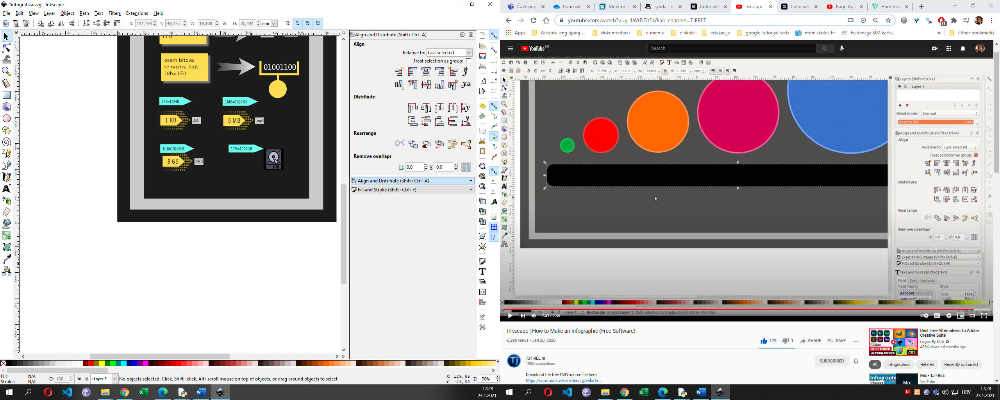 *infografika.svg - Inkscape
File Edit View Layer Object Path Text Filters Extensions Help
X: 141,794 Y: 49,275 W: 19,108 H: 20,444 mm
osam bitova
se naziva bajt
(8b=1B)
01001100
1KB=1024B
1MB=1024KB
1 KB
.txt
5 MB
.mp3
1GB=1024MB
1TB=1024GB
8 GB
DVD
Align and Distribute (Shift+Ctrl+A)
Align
Relative to: Last selected
Treat selection as group:
Distribute
Rearrange
Remove overlaps
H: 0,0 V: 0,0
Align and Distribute (Shift+Ctrl+A)
Fill and Stroke (Shift+Ctrl+F)
Fill: N/A
Stroke: N/A
O: 100
•Layer 2
No objects selected. Click, Shift+click, Alt+scroll mouse on top of objects, or drag around objects to select.
X: 129,65
Y: -41,58
Z: 70%
17:28
23.1.2021.
Čavrljanje
francuski
Monitor 3
Lynda - In
Color whe
Inkscape |
Color whe
Rage Aga
Hard driv
youtube.com/watch?v=y_1WtDEitE4&ab_channel=TJFREE
11
Apps
časopisi_eng_španj_...
dokumentarci
e-imenik
e-skole
edukacije
google_tutorijal_web
mdm.skole5.hr
Evidencija SIM karti...
»
Other bookmarks
YouTube HR
Search
X: -77,796 Y: -110,11 W: 198,849 H: 11,760 mm
Layers (Shift+Ctrl+L)
Layer 1
Blend mode: Normal
Opacity (%) 100,0
Align and Distribute (Shift+Ctrl+A)
Align
Relative to: Last selected
Treat selection as group:
Distribute
Rearrange
Remove overlaps
H: 0,0 V: 0,0
Align and Distribute (Shift+Ctrl+A)
Export PNG Image (Shift+Ctrl+E)
Fill and Stroke (Shift+Ctrl+F)
Text and Font (Shift+Ctrl+T)
Font Text Variants
Font family Style
Akrobat
CSS Face
sans-serif
Light Extra
•Layer 1
Rectangle in layer Layer 1. Click selection to toggle scale/rotation handles.
7:31 / 7:46
Inkscape | How to Make an Infographic (Free Software)
6,290 views • Jan 20, 2020
179
1
SHARE
SAVE
TJ FREE
190K subscribers
SUBSCRIBED
Download the free SVG source file here:
https://commons.wikimedia.org/wiki/Fi...
BEST FREE
ALTERNATIVES
7:03
Best Free Alternatives To Adobe
Creative Suite
Logos By Nick
496K views • 8 months ago
All
Infographics
Related
Recently uploaded
Infographic
Inkscape
Mix
Mix - TJ FREE
YouTube
HRV
17:28
23.1.2021.